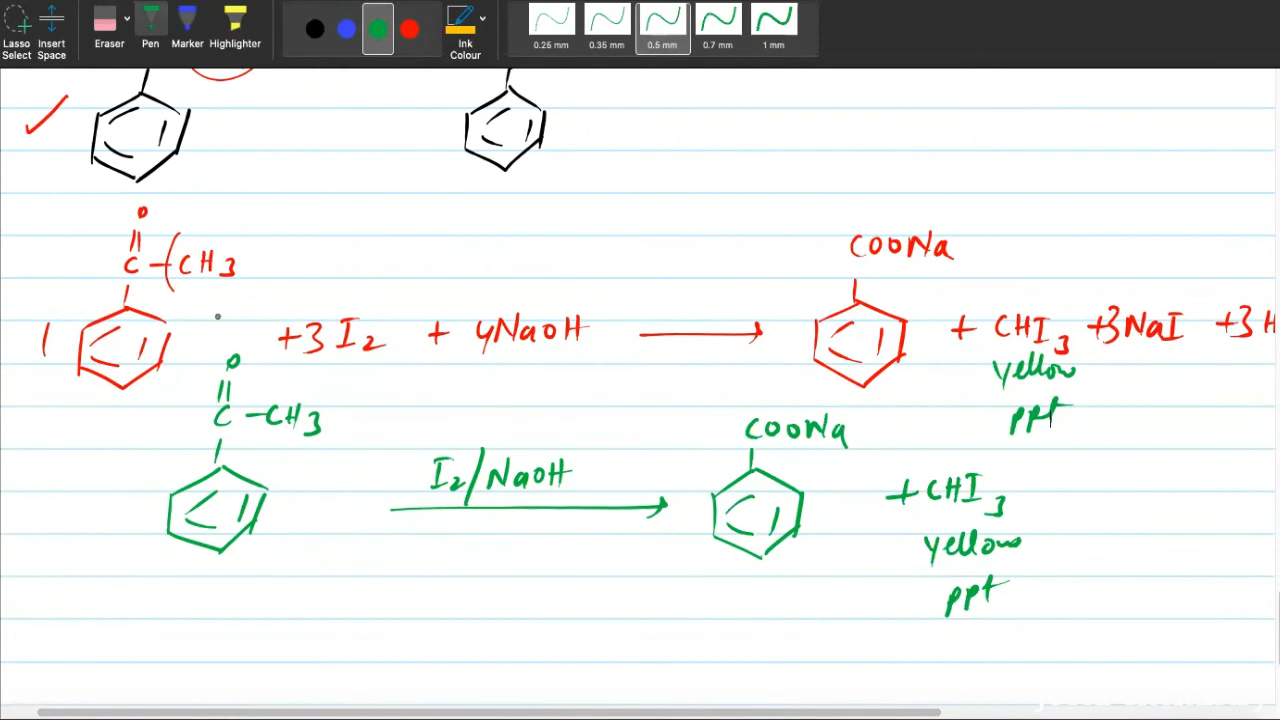 Lasso Select
Insert Space
Eraser
Pen
Marker
Highlighter
Ink Colour
0.25 mm
0.35 mm
0.5 mm
0.7 mm
1 mm
O
C-(CH3
COONa
1 +3 I2 + 4NaOH + CHI3 +3NaI +3H
yellow
ppt
O
C-CH3
COONa
I2/NaOH
+CHI3
yellow
ppt